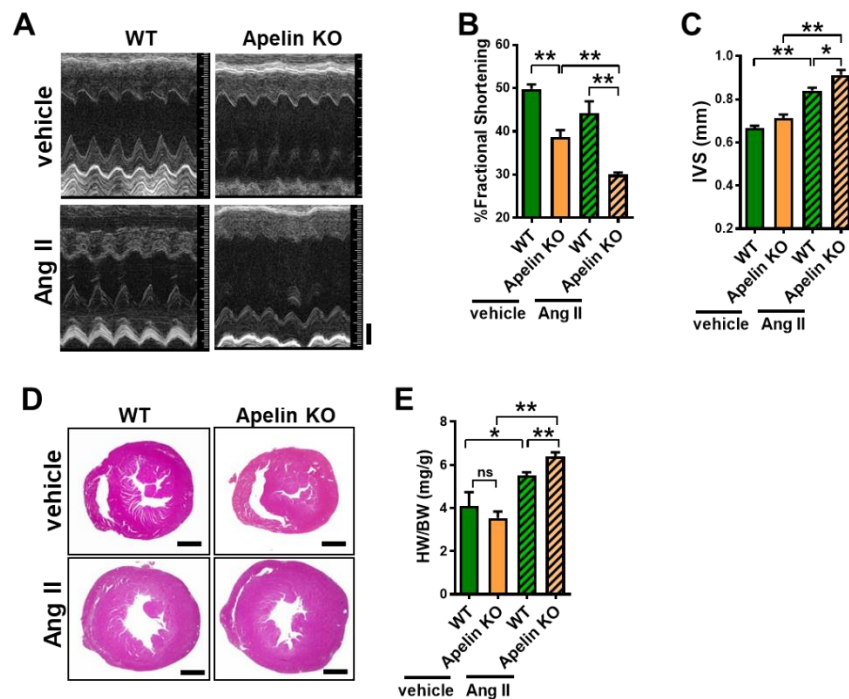 A
WT
Apelin KO
vehicle
Ang II
B
%Fractional Shortening
60
50
40
30
20
**
**
**
WT
Apelin KO
WT
Apelin KO
vehicle
Ang II
C
IVS (mm)
1.0
0.8
0.6
0.4
0.2
**
**
*
WT
Apelin KO
WT
Apelin KO
vehicle
Ang II
D
WT
Apelin KO
vehicle
Ang II
E
HW/BW (mg/g)
8
6
4
2
0
**
*
**
ns
WT
Apelin KO
WT
Apelin KO
vehicle
Ang II